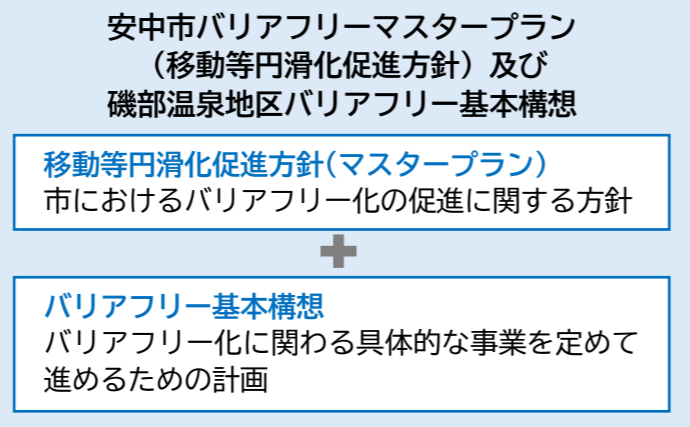 安中市バリアフリーマスタープラン
（移動等円滑化促進方針）及び
磯部温泉地区バリアフリー基本構想
移動等円滑化促進方針（マスタープラン）
市におけるバリアフリー化の促進に関する方針
+
バリアフリー基本構想
バリアフリー化に関わる具体的な事業を定めて
進めるための計画